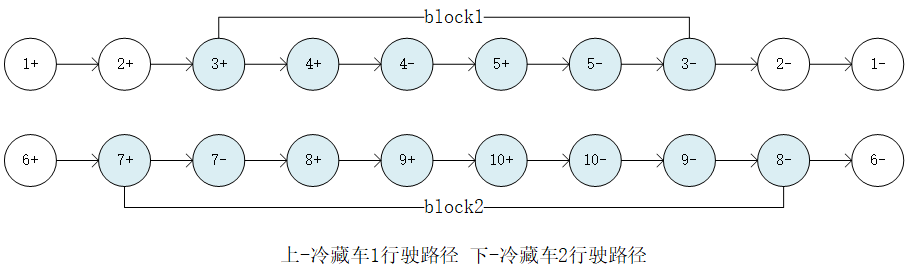 block1
1+ 2+ 3+ 4+ 4- 5+ 5- 3- 2- 1-
6+ 7+ 7- 8+ 9+ 10+ 10- 9- 8- 6-
block2
上-冷藏车1行驶路径 下-冷藏车2行驶路径